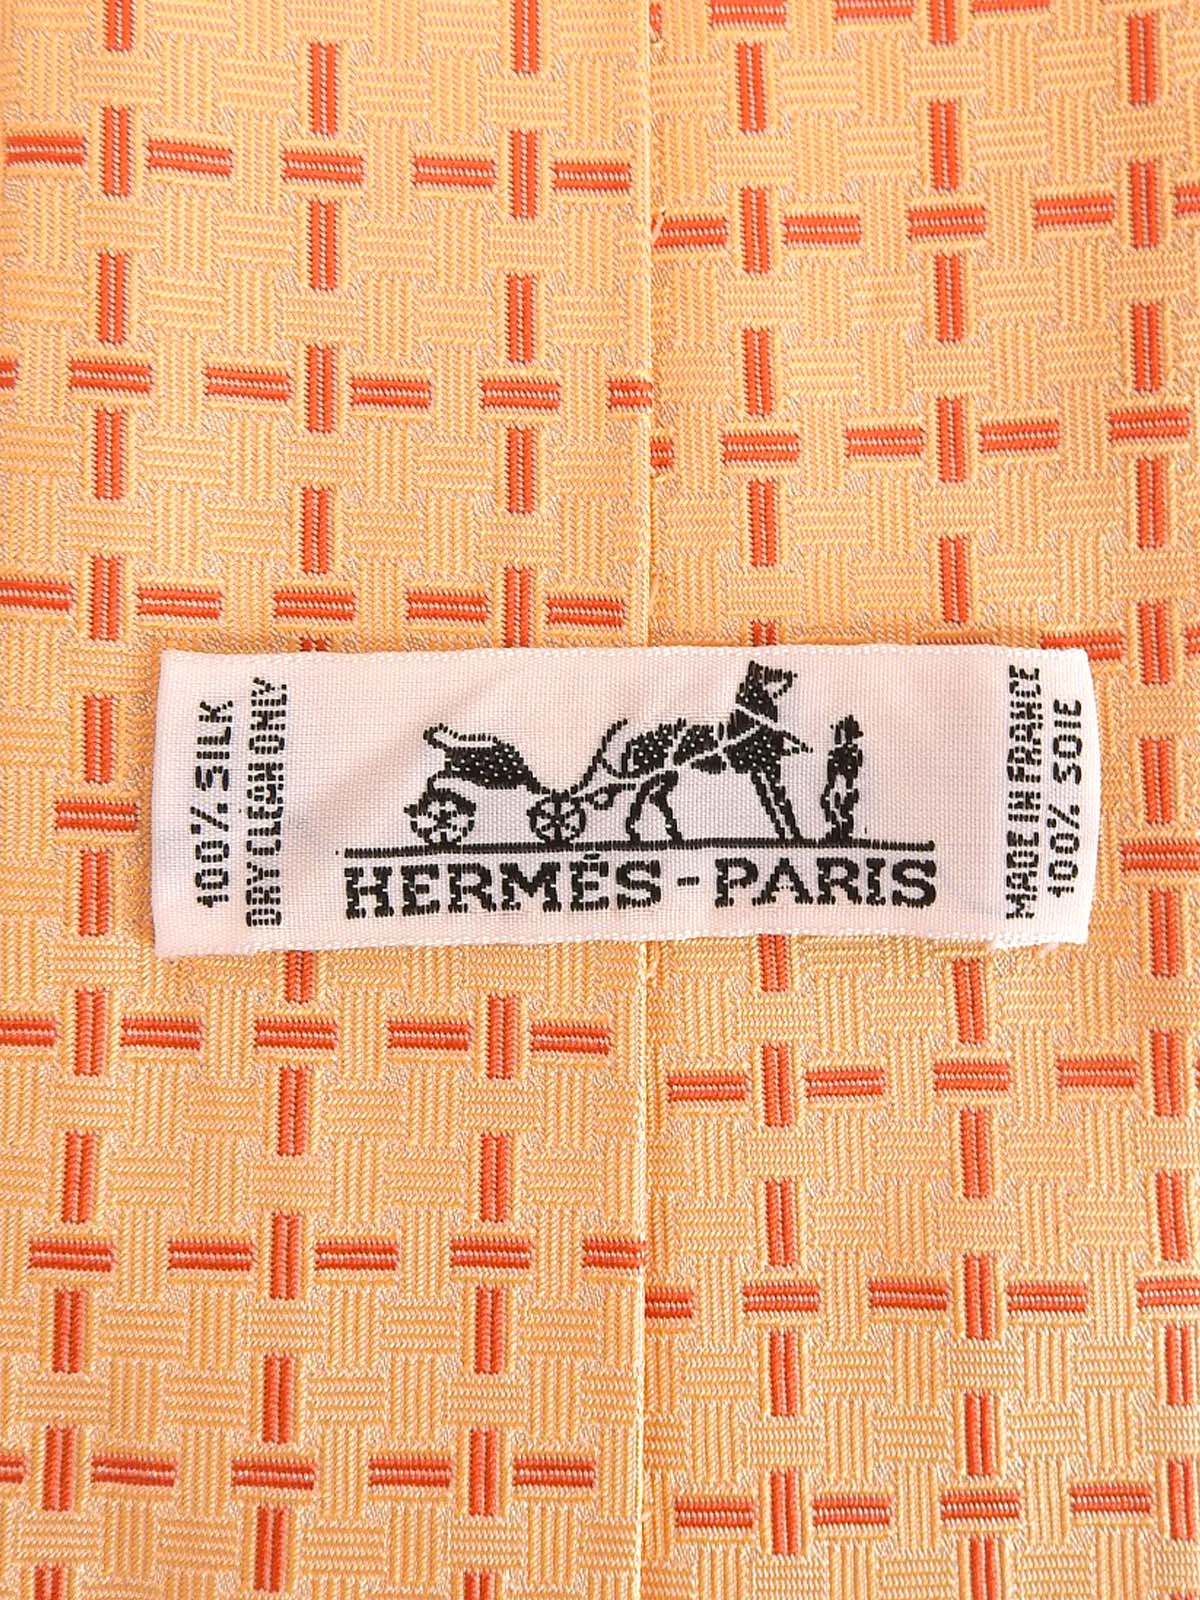 100% SILK
DRY CLEAN ONLY
HERMÈS-PARIS
MADE IN FRANCE
100% SOIE